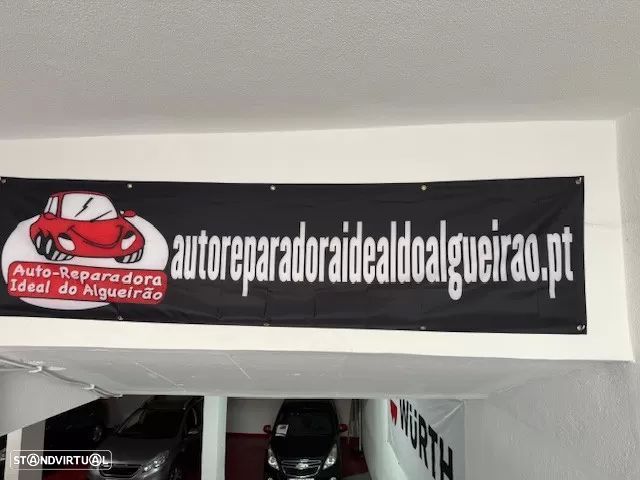 Auto-Reparadora
Ideal do Algueirão
autoreparadoraidealdoalgueirao.pt
WÜRTH
STANDVIRTUAL